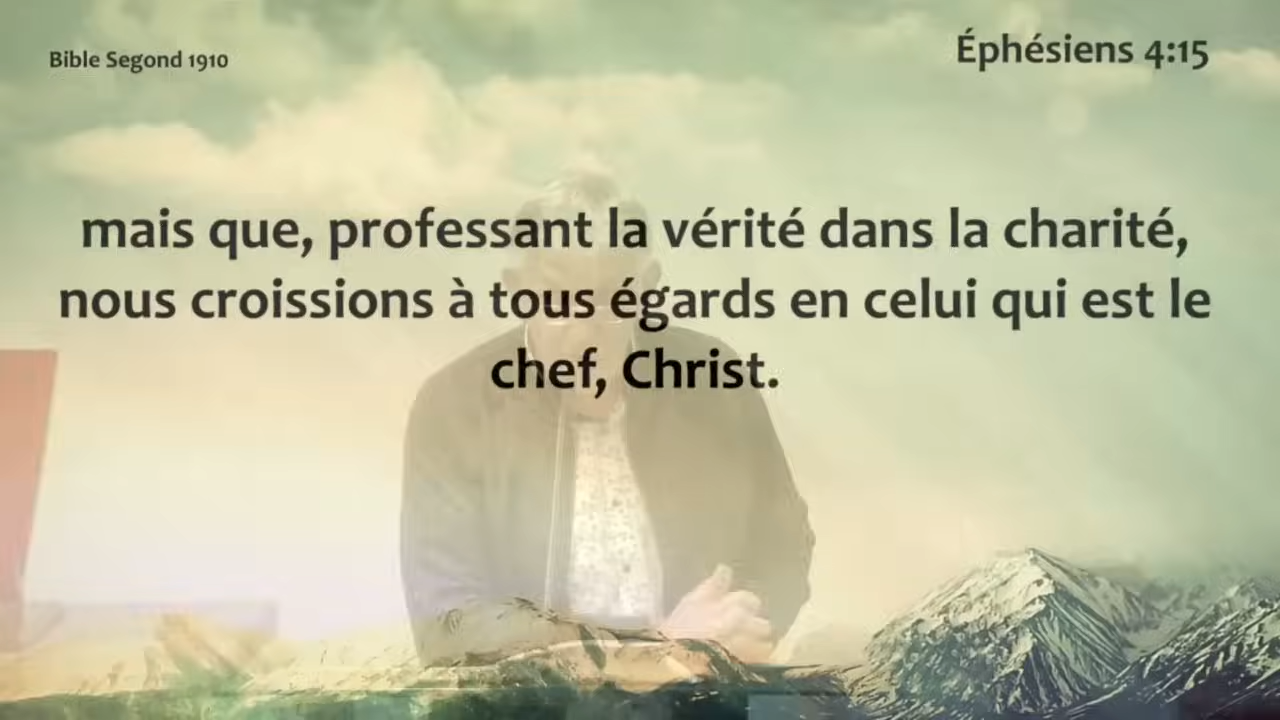 Bible Segond 1910
Éphésiens 4:15
mais que, professant la vérité dans la charité,
nous croissions à tous égards en celui qui est le
chef, Christ.